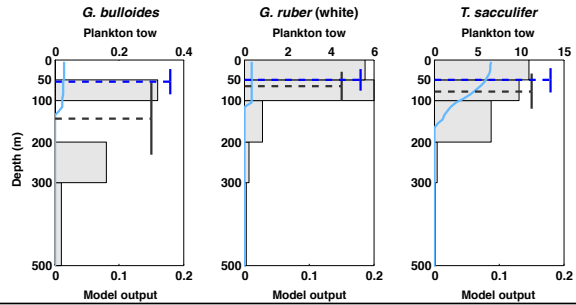 G. bulloides
Plankton tow
0 0.2 0.4
0
50
100
200
300
500
Depth (m)
0 0.1 0.2
Model output
G. ruber (white)
Plankton tow
0 2 4 6
0
50
100
200
300
500
0 0.1 0.2
Model output
T. sacculifer
Plankton tow
0 5 10 15
0
50
100
200
300
500
0 0.1 0.2
Model output